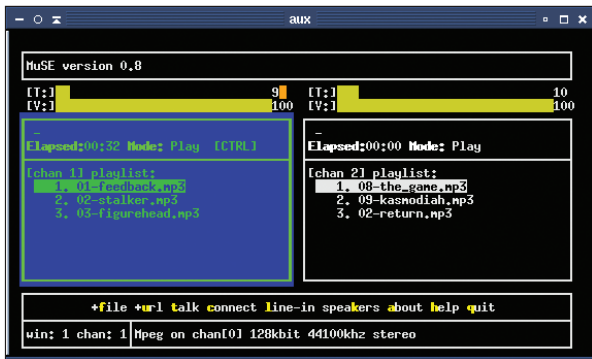 aux
MuSE version 0.8
[T:] 9 [T:] 10
[V:] 100 [V:] 100
Elapsed:00:32 Mode: Play [CTRL]
[chan 1] playlist:
1. 01-feedback.mp3
2. 02-stalker.mp3
3. 03-figurehead.mp3
Elapsed:00:00 Mode: Play
[chan 2] playlist:
1. 08-the_game.mp3
2. 09-kasmodiah.mp3
3. 02-return.mp3
+file +url talk connect line-in speakers about help quit
win: 1 chan: 1 Mpeg on chan[0] 128kbit 44100khz stereo